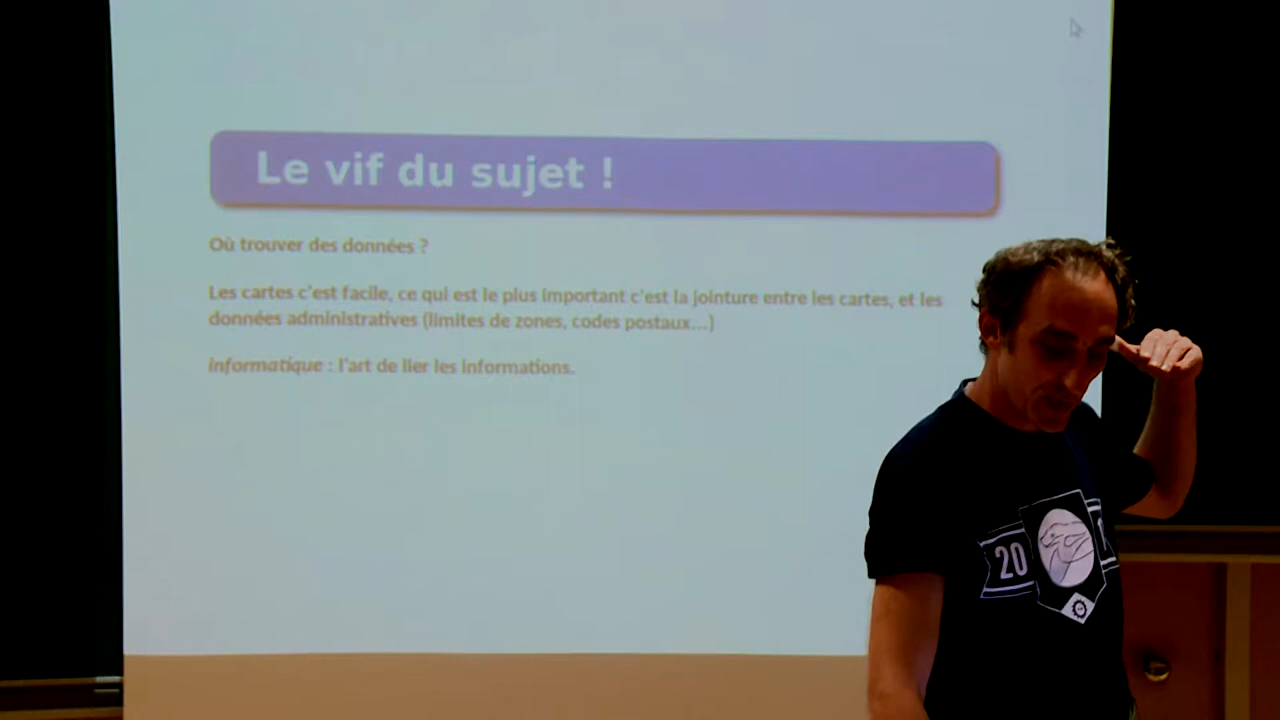 Le vif du sujet !
Où trouver des données ?
Les cartes c'est facile, ce qui est le plus important c'est la jointure entre les cartes, et les
données administratives (limites de zones, codes postaux...)
informatique : l'art de lier les informations.
20